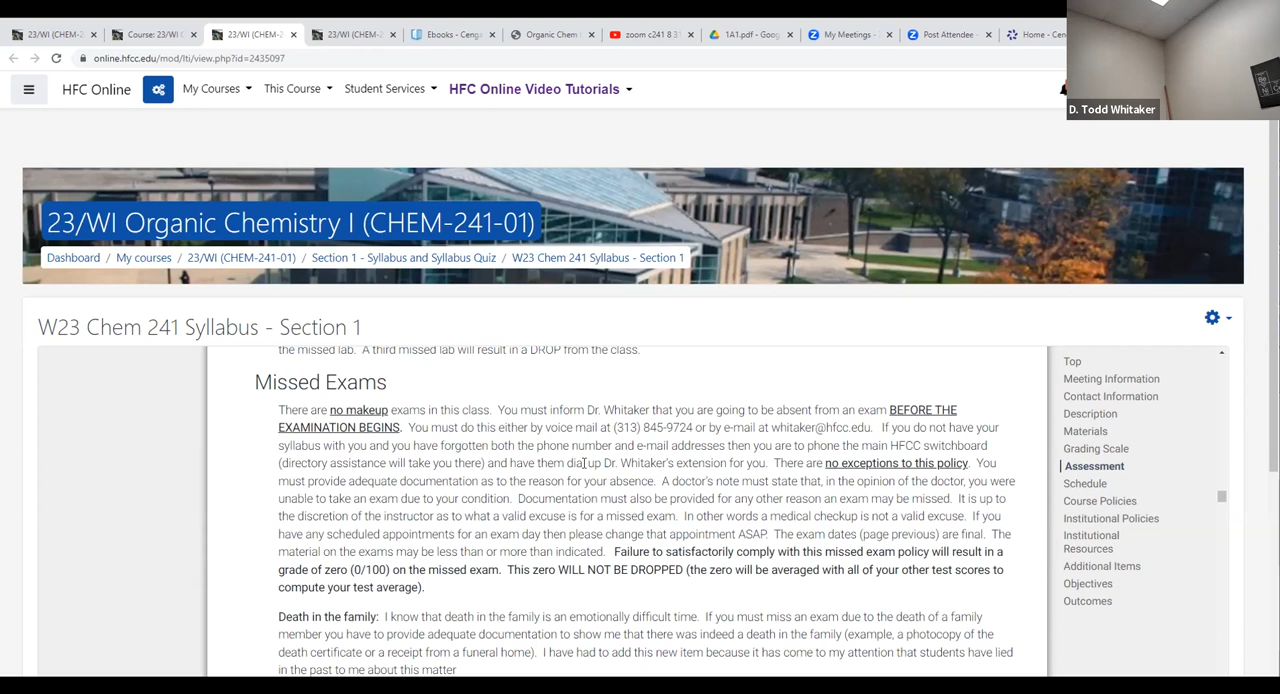 23/WI (CHEM-2
Course: 23/WI (
23/WI (CHEM-2
23/WI (CHEM-2
Ebooks - Cenga
Organic Chem I
zoom c241 8 31
1A1.pdf - Goog
My Meetings -
Post Attendee -
Home - Cen
online.hfcc.edu/mod/lti/view.php?id=2435097
HFC Online
My Courses
This Course
Student Services
HFC Online Video Tutorials
D. Todd Whitaker
Be
Ni
23/WI Organic Chemistry I (CHEM-241-01)
Dashboard / My courses / 23/WI (CHEM-241-01) / Section 1 - Syllabus and Syllabus Quiz / W23 Chem 241 Syllabus - Section 1
W23 Chem 241 Syllabus - Section 1
the missed lab. A third missed lab will result in a DROP from the class.
Missed Exams
There are no makeup exams in this class. You must inform Dr. Whitaker that you are going to be absent from an exam BEFORE THE
EXAMINATION BEGINS. You must do this either by voice mail at (313) 845-9724 or by e-mail at whitaker@hfcc.edu. If you do not have your
syllabus with you and you have forgotten both the phone number and e-mail addresses then you are to phone the main HFCC switchboard
(directory assistance will take you there) and have them dial up Dr. Whitaker's extension for you. There are no exceptions to this policy. You
must provide adequate documentation as to the reason for your absence. A doctor's note must state that, in the opinion of the doctor, you were
unable to take an exam due to your condition. Documentation must also be provided for any other reason an exam may be missed. It is up to
the discretion of the instructor as to what a valid excuse is for a missed exam. In other words a medical checkup is not a valid excuse. If you
have any scheduled appointments for an exam day then please change that appointment ASAP. The exam dates (page previous) are final. The
material on the exams may be less than or more than indicated. Failure to satisfactorily comply with this missed exam policy will result in a
grade of zero (0/100) on the missed exam. This zero WILL NOT BE DROPPED (the zero will be averaged with all of your other test scores to
compute your test average).
Death in the family: I know that death in the family is an emotionally difficult time. If you must miss an exam due to the death of a family
member you have to provide adequate documentation to show me that there was indeed a death in the family (example, a photocopy of the
death certificate or a receipt from a funeral home). I have had to add this new item because it has come to my attention that students have lied
in the past to me about this matter
Top
Meeting Information
Contact Information
Description
Materials
Grading Scale
Assessment
Schedule
Course Policies
Institutional Policies
Institutional
Resources
Additional Items
Objectives
Outcomes